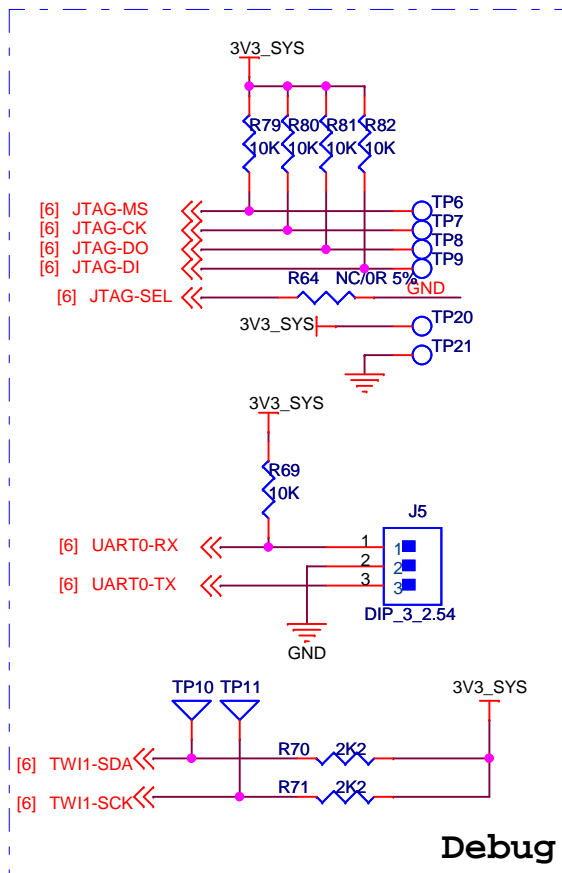 3V3_SYS
R79 R80 R81 R82
10K 10K 10K 10K
[6] JTAG-MS TP6
[6] JTAG-CK TP7
[6] JTAG-DO TP8
[6] JTAG-DI TP9
R64 NC/0R 5% GND
[6] JTAG-SEL
3V3_SYS TP20
TP21
3V3_SYS
R69
10K
J5
[6] UART0-RX 1 1
2 2
[6] UART0-TX 3 3
DIP_3_2.54
GND
TP10 TP11 3V3_SYS
[6] TWI1-SDA R70 2K2
[6] TWI1-SCK R71 2K2
Debug